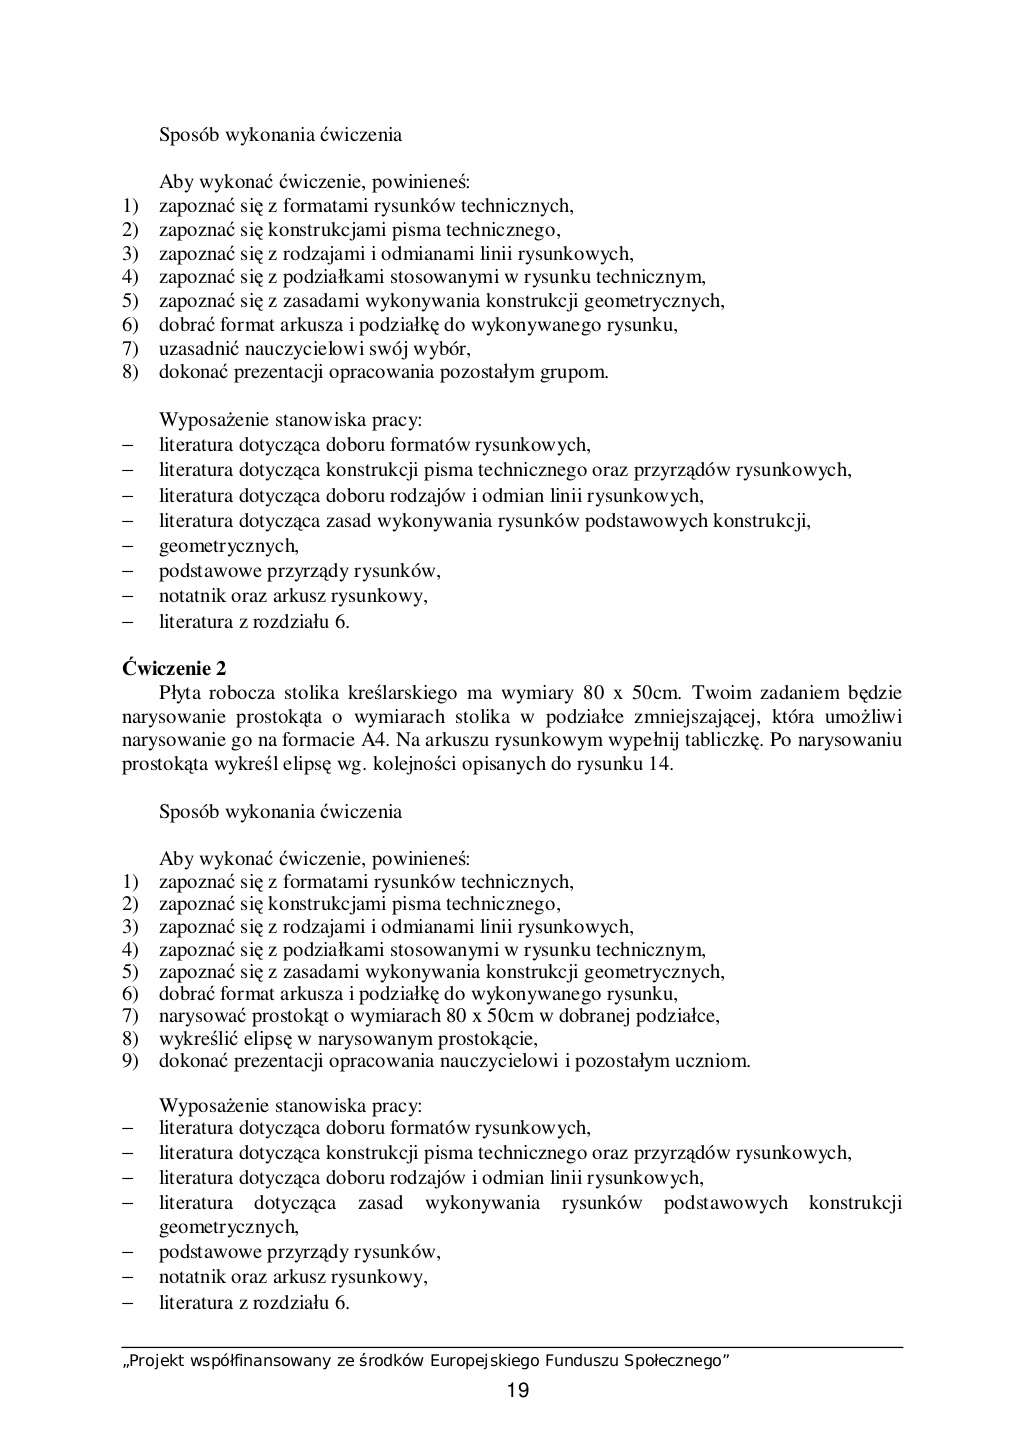 Sposób wykonania ćwiczenia
Aby wykonać ćwiczenie, powinieneś:
1) zapoznać się z formatami rysunków technicznych,
2) zapoznać się konstrukcjami pisma technicznego,
3) zapoznać się z rodzajami i odmianami linii rysunkowych,
4) zapoznać się z podziałkami stosowanymi w rysunku technicznym,
5) zapoznać się z zasadami wykonywania konstrukcji geometrycznych,
6) dobrać format arkusza i podziałkę do wykonywanego rysunku,
7) uzasadnić nauczycielowi swój wybór,
8) dokonać prezentacji opracowania pozostałym grupom.
Wyposażenie stanowiska pracy:
– literatura dotycząca doboru formatów rysunkowych,
– literatura dotycząca konstrukcji pisma technicznego oraz przyrządów rysunkowych,
– literatura dotycząca doboru rodzajów i odmian linii rysunkowych,
– literatura dotycząca zasad wykonywania rysunków podstawowych konstrukcji,
– geometrycznych,
– podstawowe przyrządy rysunków,
– notatnik oraz arkusz rysunkowy,
– literatura z rozdziału 6.
Ćwiczenie 2
Płyta robocza stolika kreślarskiego ma wymiary 80 x 50cm. Twoim zadaniem będzie
narysowanie prostokąta o wymiarach stolika w podziałce zmniejszającej, która umożliwi
narysowanie go na formacie A4. Na arkuszu rysunkowym wypełnij tabliczkę. Po narysowaniu
prostokąta wykreśl elipsę wg. kolejności opisanych do rysunku 14.
Sposób wykonania ćwiczenia
Aby wykonać ćwiczenie, powinieneś:
1) zapoznać się z formatami rysunków technicznych,
2) zapoznać się konstrukcjami pisma technicznego,
3) zapoznać się z rodzajami i odmianami linii rysunkowych,
4) zapoznać się z podziałkami stosowanymi w rysunku technicznym,
5) zapoznać się z zasadami wykonywania konstrukcji geometrycznych,
6) dobrać format arkusza i podziałkę do wykonywanego rysunku,
7) narysować prostokąt o wymiarach 80 x 50cm w dobranej podziałce,
8) wykreślić elipsę w narysowanym prostokącie,
9) dokonać prezentacji opracowania nauczycielowi i pozostałym uczniom.
Wyposażenie stanowiska pracy:
– literatura dotycząca doboru formatów rysunkowych,
– literatura dotycząca konstrukcji pisma technicznego oraz przyrządów rysunkowych,
– literatura dotycząca doboru rodzajów i odmian linii rysunkowych,
– literatura dotycząca zasad wykonywania rysunków podstawowych konstrukcji
geometrycznych,
– podstawowe przyrządy rysunków,
– notatnik oraz arkusz rysunkowy,
– literatura z rozdziału 6.
„Projekt współfinansowany ze środków Europejskiego Funduszu Społecznego”
19